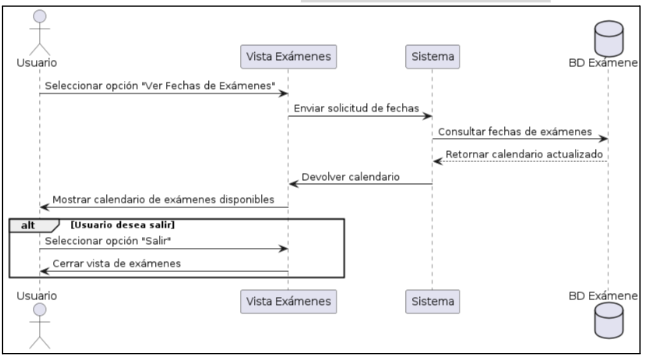 Usuario
Vista Exámenes
Sistema
BD Exámene
Seleccionar opción "Ver Fechas de Exámenes"
Enviar solicitud de fechas
Consultar fechas de exámenes
Retornar calendario actualizado
Devolver calendario
Mostrar calendario de exámenes disponibles
alt [Usuario desea salir]
Seleccionar opción "Salir"
Cerrar vista de exámenes
Usuario
Vista Exámenes
Sistema
BD Exámene